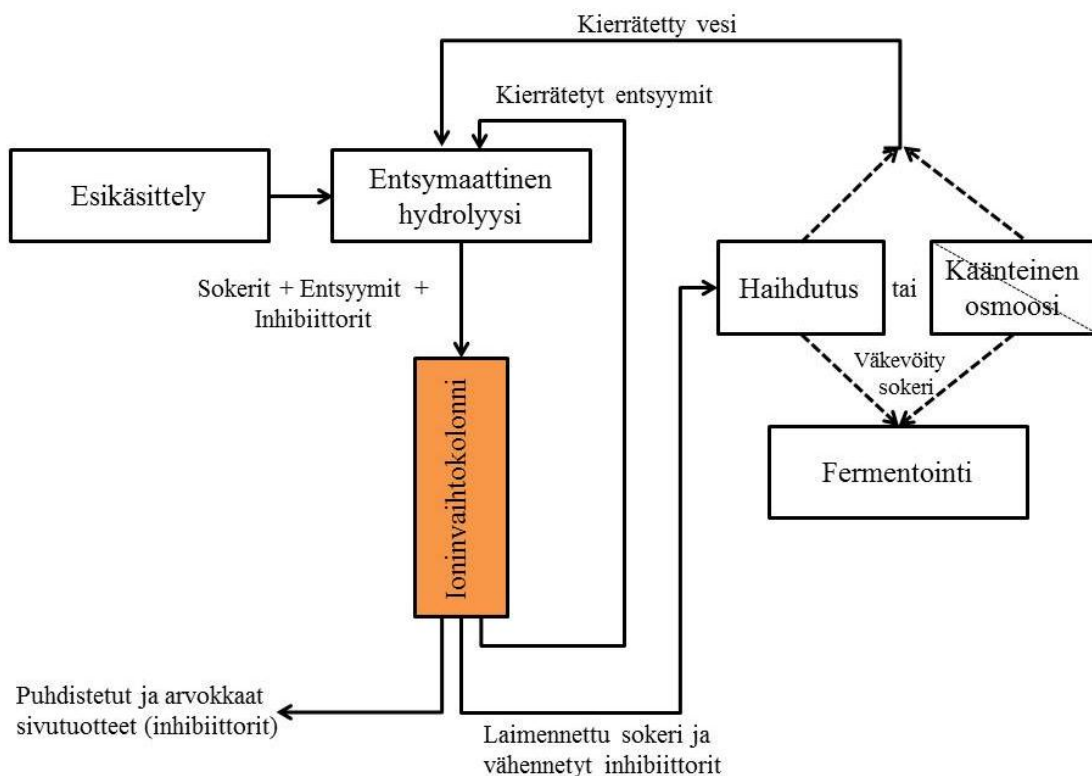 Kierrätetty vesi
Kierrätetyt entsyymit
Esikäsittely
Entsymaattinen
hydrolyysi
Sokerit + Entsyymit +
Inhibiittorit
Haihdutus
tai
Käänteinen
osmoosi
Väkevöity
sokeri
Fermentointi
Ioninvaihtokolonni
Puhdistetut ja arvokkaat
sivutuotteet (inhibiittorit)
Laimennettu sokeri ja
vähennetyt inhibiittorit